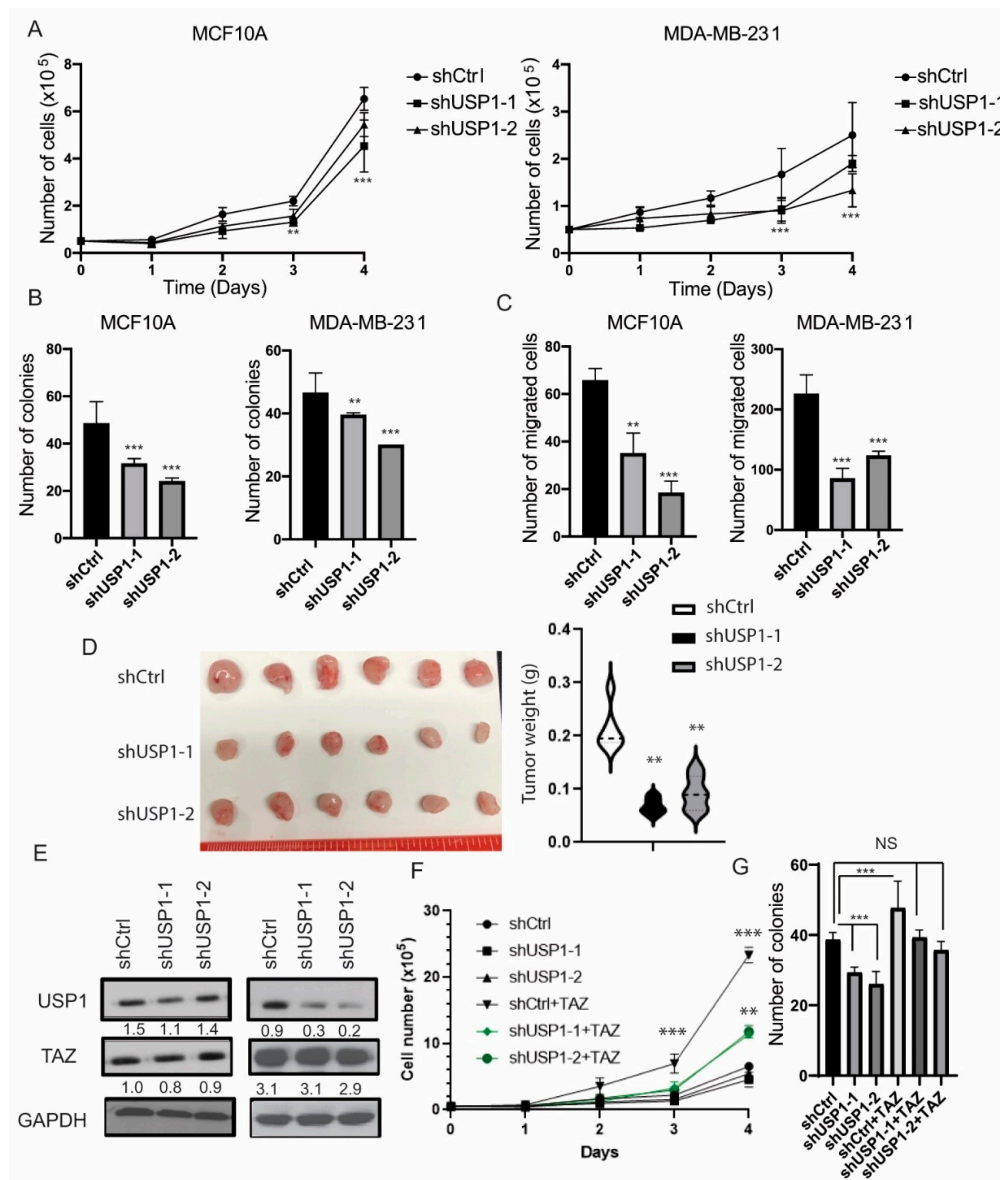 A
MCF10A
Number of cells (x10 5)
8
6
4
2
0
0 1 2 3 4
Time (Days)
** ***
shCtrl
shUSP1-1
shUSP1-2
MDA-MB-231
Number of cells (x10 5)
4
3
2
1
0
0 1 2 3 4
Time (Days)
*** ***
shCtrl
shUSP1-1
shUSP1-2
B
MCF10A
Number of colonies
80
60
40
20
0
*** ***
shCtrl
shUSP1-1
shUSP1-2
MDA-MB-231
Number of colonies
60
40
20
0
** ***
shCtrl
shUSP1-1
shUSP1-2
C
MCF10A
Number of migrated cells
80
60
40
20
0
** ***
shCtrl
shUSP1-1
shUSP1-2
MDA-MB-231
Number of migrated cells
300
200
100
0
*** ***
shCtrl
shUSP1-1
shUSP1-2
D
shCtrl
shUSP1-1
shUSP1-2
Tumor weight (g)
0.4
0.3
0.2
0.1
0.0
** **
shCtrl
shUSP1-1
shUSP1-2
E
shCtrl shUSP1-1 shUSP1-2 shCtrl shUSP1-1 shUSP1-2
USP1
1.5 1.1 1.4 0.9 0.3 0.2
TAZ
1.0 0.8 0.9 3.1 3.1 2.9
GAPDH
F
Cell number (x10⁵)
30
20
10
0
0 1 2 3 4
Days
shCtrl
shUSP1-1
shUSP1-2
shCtrl+TAZ
shUSP1-1+TAZ
shUSP1-2+TAZ
*** *** **
G
NS
*** ***
Number of colonies
60
40
20
0
shCtrl
shUSP1-1
shUSP1-2
shCtrl+TAZ
shUSP1-1+TAZ
shUSP1-2+TAZ